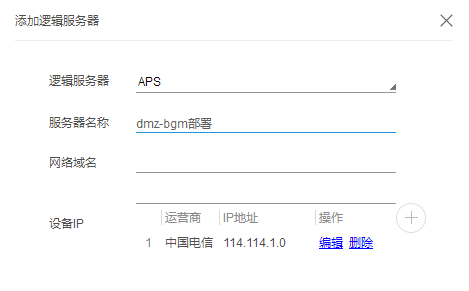 添加逻辑服务器
逻辑服务器 APS
服务器名称 dmz-bgm部署
网络域名
设备IP
运营商 IP地址 操作
1 中国电信 114.114.1.0 编辑 删除